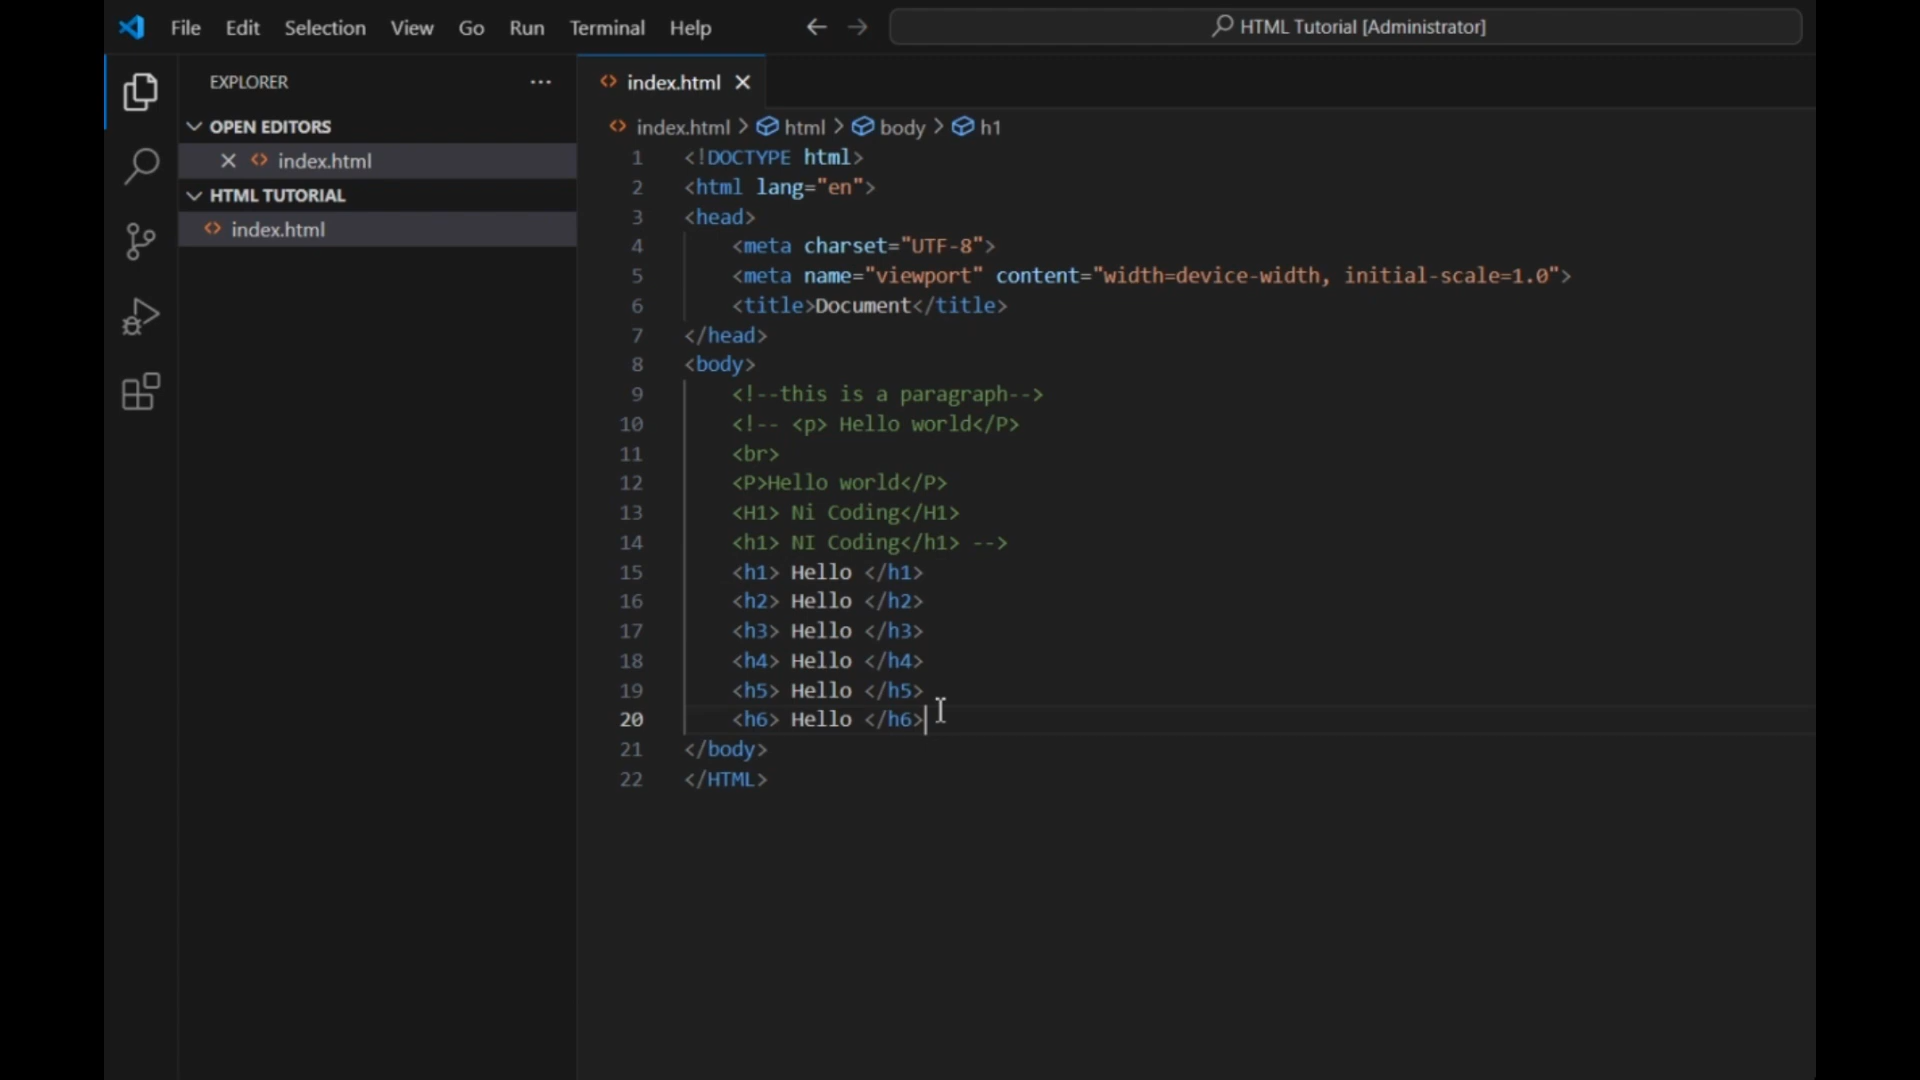 File Edit Selection View Go Run Terminal Help
HTML Tutorial [Administrator]
EXPLORER
OPEN EDITORS
index.html
HTML TUTORIAL
index.html
index.html
index.html > html > body > h1
1 <!DOCTYPE html>
2 <html lang="en">
3 <head>
4 <meta charset="UTF-8">
5 <meta name="viewport" content="width=device-width, initial-scale=1.0">
6 <title>Document</title>
7 </head>
8 <body>
9 <!--this is a paragraph-->
10 <!-- <p> Hello world</P>
11 <br>
12 <P>Hello world</P>
13 <H1> Ni Coding</H1>
14 <h1> NI Coding</h1> -->
15 <h1> Hello </h1>
16 <h2> Hello </h2>
17 <h3> Hello </h3>
18 <h4> Hello </h4>
19 <h5> Hello </h5>
20 <h6> Hello </h6>
21 </body>
22 </HTML>